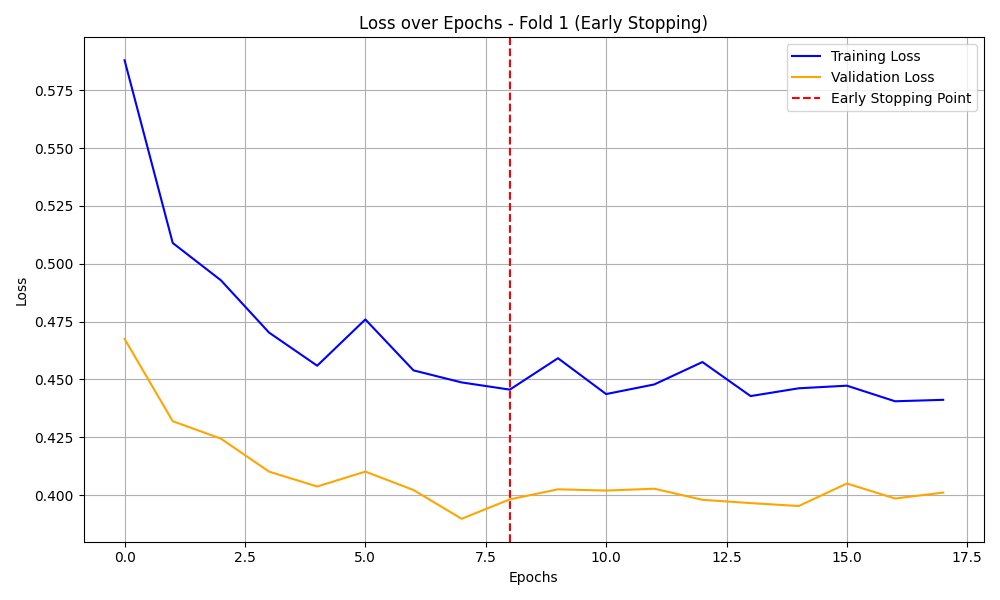 Loss over Epochs - Fold 1 (Early Stopping)
Training Loss
Validation Loss
Early Stopping Point
Loss
0.575
0.550
0.525
0.500
0.475
0.450
0.425
0.400
0.0 2.5 5.0 7.5 10.0 12.5 15.0 17.5
Epochs